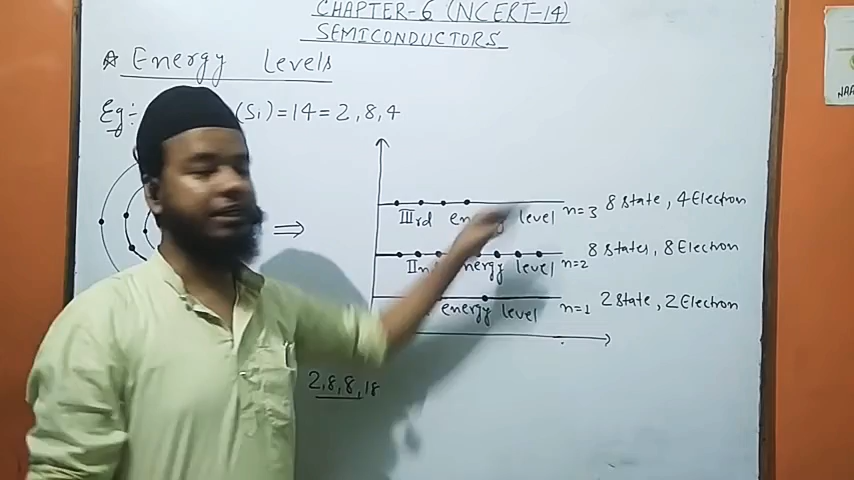 CHAPTER-6 (NCERT-14)
SEMICONDUCTORS
☆ Energy Levels
Eg:- (Si) = 14 = 2, 8, 4
IIIrd energy level n=3 8 state, 4 Electron
IInd energy level n=2 8 states, 8 Electron
energy level n=1 2 state, 2 Electron
2, 8, 8, 18